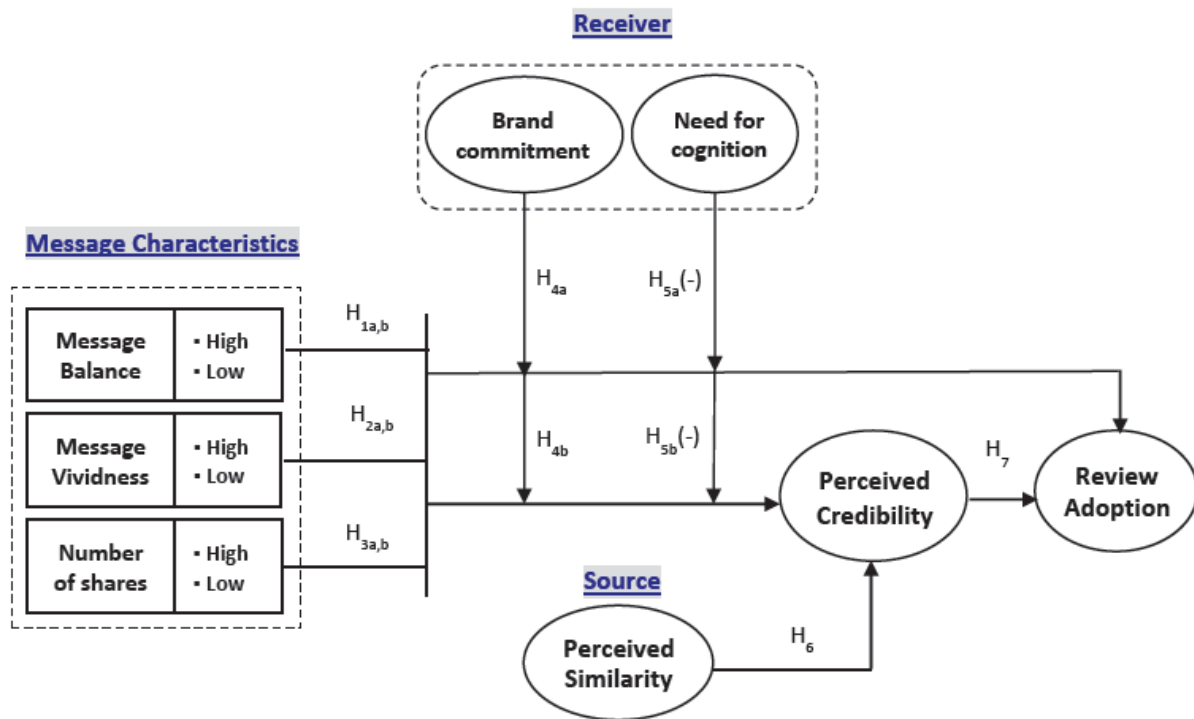 Receiver
Brand
commitment
Need for
cognition
Message Characteristics
H4a
H5a(-)
Message
Balance
▪ High
▪ Low
H1a,b
Message
Vividness
▪ High
▪ Low
H2a,b
H4b
H5b(-)
Number
of shares
▪ High
▪ Low
H3a,b
Perceived
Credibility
H7
Review
Adoption
Source
Perceived
Similarity
H6